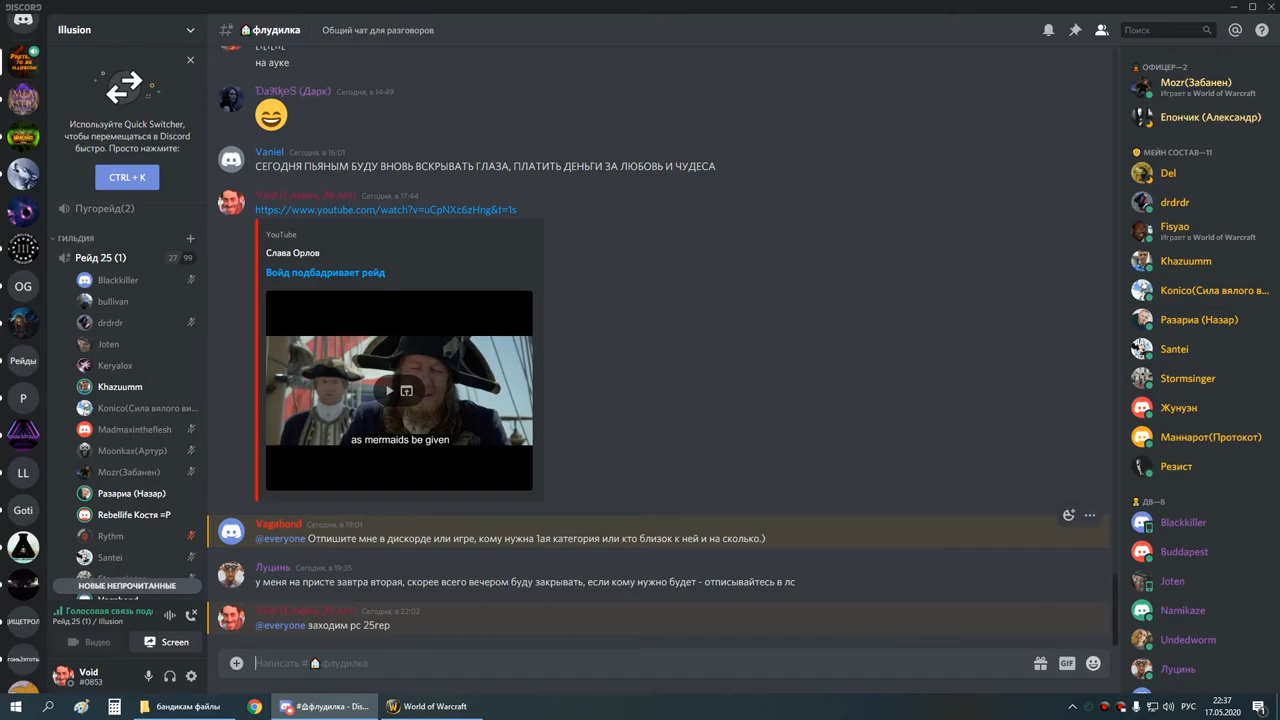 DISCORD
Illusion
Используйте Quick Switcher,
чтобы перемещаться в Discord
быстро. Просто нажмите:
CTRL + K
Пугорейд(2)
ГИЛЬДИЯ
Рейд 25 (1) 27 99
Blackkiller
bullivan
drdrdr
Joten
Keryalox
Khazuumm
Konico(Сила вялого ви...
Madmaxintheflesh
Moonkax(Артур)
Mozr(Забанен)
Разариа (Назар)
Rebellife Костя =P
Rythm
Santei
НОВЫЕ НЕПРОЧИТАННЫЕ
Голосовая связь под
Рейд 25 (1) / Illusion
Видео Screen
Void
#0853
OG
Рейды
P
LL
Goti
флудилка Общий чат для разговоров
Поиск
на ауке
(Дарк) Сегодня, в 14:49
Vaniel Сегодня, в 16:01
СЕГОДНЯ ПЬЯНЫМ БУДУ ВНОВЬ ВСКРЫВАТЬ ГЛАЗА, ПЛАТИТЬ ДЕНЬГИ ЗА ЛЮБОВЬ И ЧУДЕСА
Сегодня, в 17:44
https://www.youtube.com/watch?v=uCpNXc6zHng&t=1s
YouTube
Слава Орлов
Войд подбадривает рейд
as mermaids be given
Vagabond Сегодня, в 19:01
@everyone Отпишите мне в дискорде или игре, кому нужна 1ая категория или кто близок к ней и на сколько.)
Луцинь Сегодня, в 19:35
у меня на присте завтра вторая, скорее всего вечером буду закрывать, если кому нужно будет - отписывайтесь в лс
Сегодня, в 22:02
@everyone заходим рс 25гер
Написать #флудилка
GIF
ОФИЦЕР—2
Mozr(Забанен)
Играет в World of Warcraft
Епончик (Александр)
МЕЙН СОСТАВ—11
Del
drdrdr
Fisyao
Играет в World of Warcraft
Khazuumm
Konico(Сила вялого в...
Разариа (Назар)
Santei
Stormsinger
Жунуэн
Маннарот(Протокот)
Резист
ДВ—8
Blackkiller
Buddapest
Joten
Namikaze
Undedworm
Луцинь
бандикам файлы
#флудилка - Dis...
World of Warcraft
РУС
22:37
17.05.2020